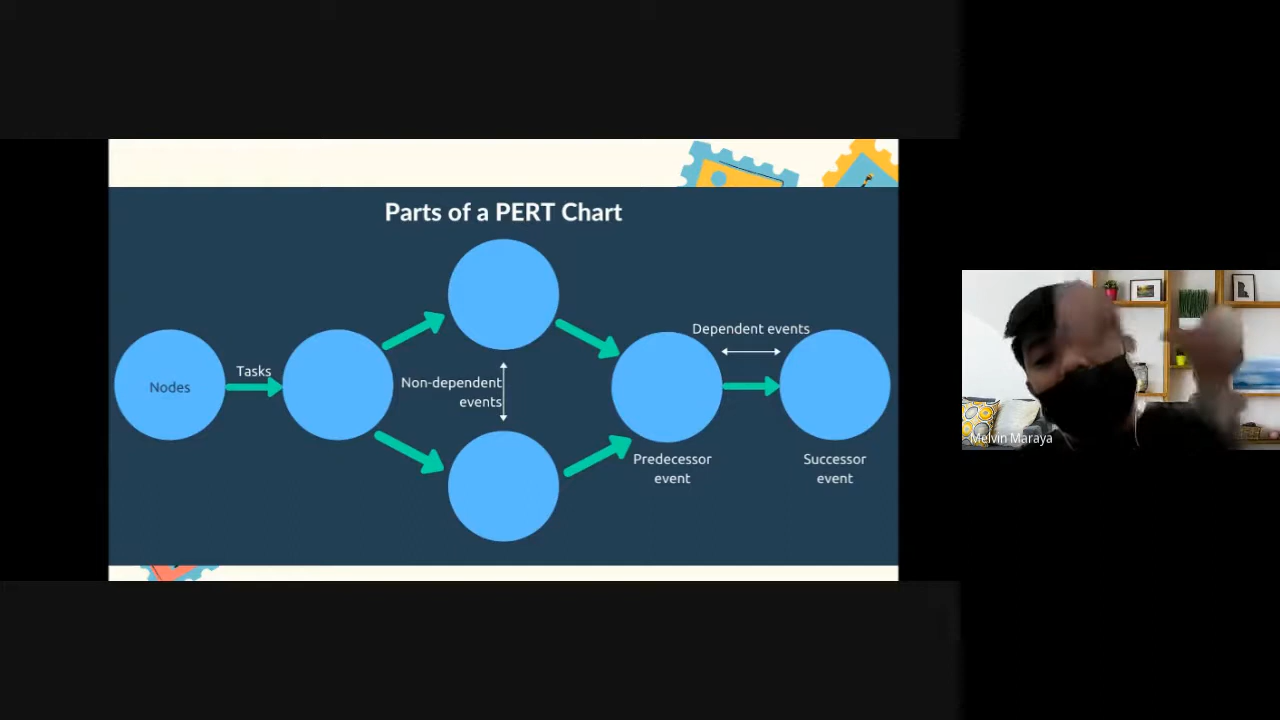 Parts of a PERT Chart
Nodes
Tasks
Non-dependent
events
Dependent events
Predecessor
event
Successor
event
Melvin Maraya